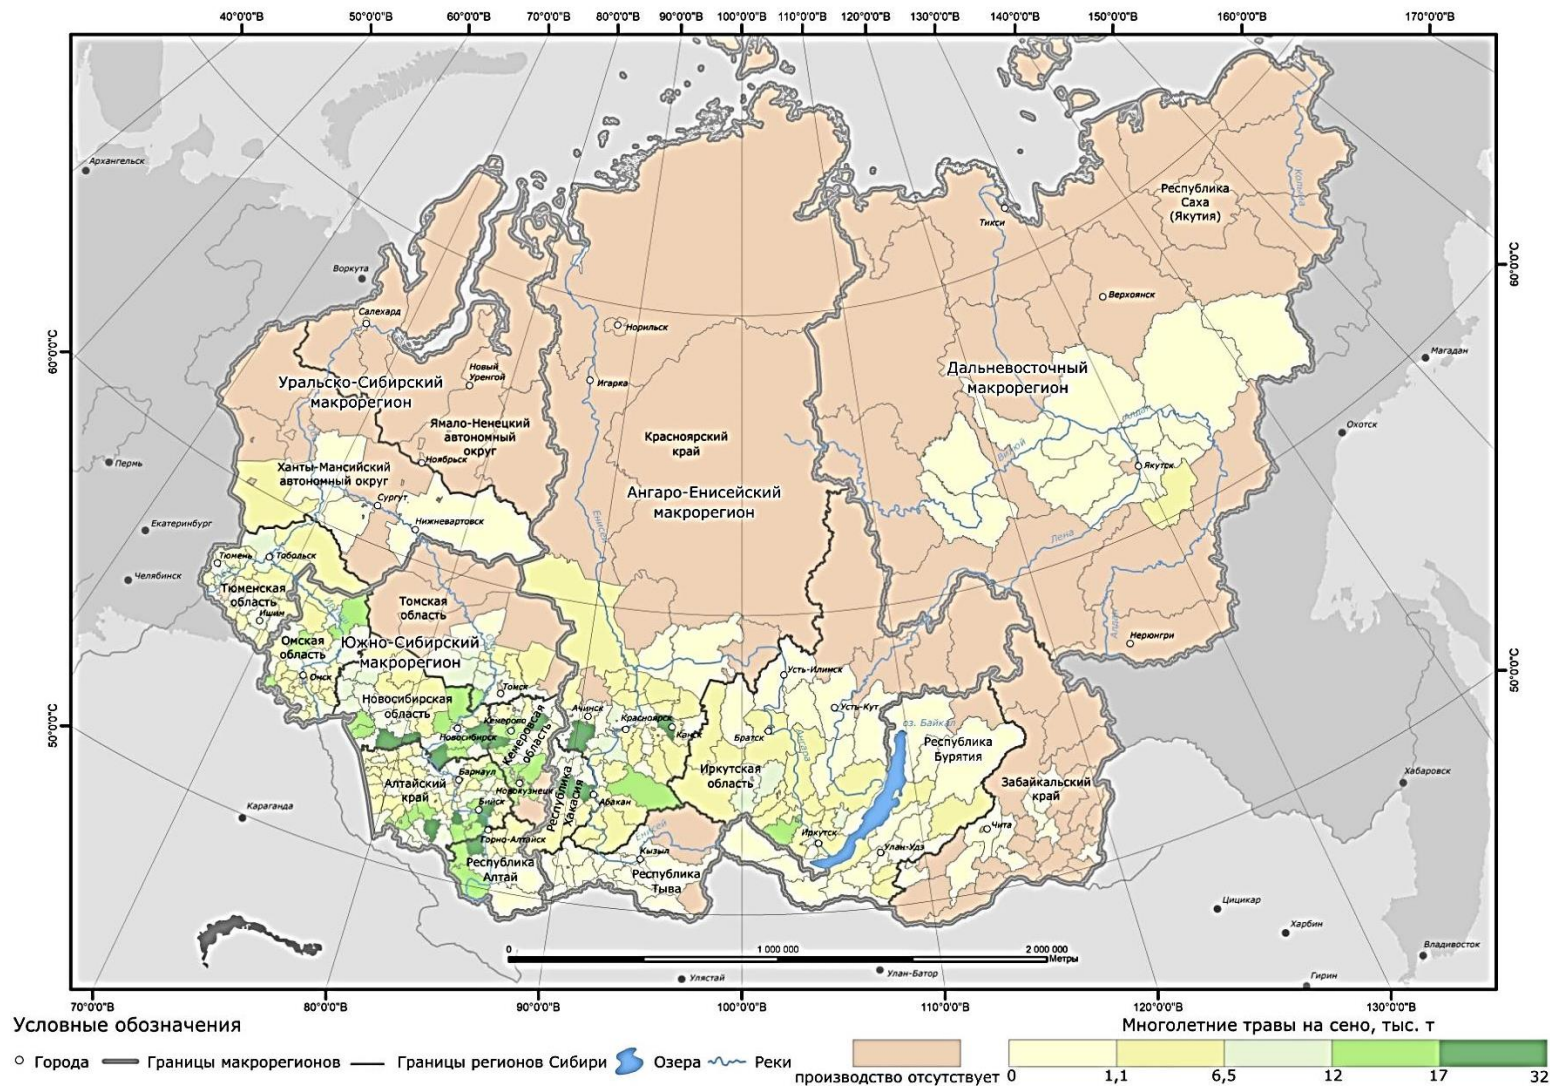 40°0'0"В 50°0'0"В 60°0'0"В 70°0'0"В 80°0'0"В 90°0'0"В 100°0'0"В 110°0'0"В 120°0'0"В 130°0'0"В 140°0'0"В 150°0'0"В 160°0'0"В 170°0'0"В
Архангельск
Республика
Саха
(Якутия)
Колыма
Тикси
60°0'0"С
Воркута
Верхоянск
Салехард
Норильск
60°0'0"С
Магадан
Новый
Уренгой
Уральско-Сибирский
макрорегион
Игарка
Дальневосточный
макрорегион
Ямало-Ненецкий
автономный
округ
Красноярский
край
Алдан
Охотск
Вилюй
Пермь
Ноябрьск
Ханты-Мансийский
автономный округ
Якутск
Сургут
Ангаро-Енисейский
макрорегион
Екатеринбург
Нижневартовск
Енисей
Лена
Тюмень
Тобольск
Челябинск
Тюменская
область
Томская
область
Ишим
Алдан
Нерюнгри
Омская
область
Южно-Сибирский
макрорегион
Усть-Илимск
50°0'0"С
Омск
Томск
Новосибирская
область
Усть-Кут
Ачинск
Красноярск
Канск
Кемерово
Кемеровская
область
Новосибирск
50°0'0"С
оз. Байкал
Братск
Ангара
Республика
Бурятия
Иркутская
область
Барнаул
Алтайский
край
Новокузнецк
Республика
Хакасия
Абакан
Забайкальский
край
Хабаровск
Бийск
Караганда
Горно-Алтайск
Енисей
Иркутск
Чита
Кызыл
Улан-Удэ
Республика
Алтай
Республика
Тыва
Цицикар
Харбин
Владивосток
0 1 000 000 2 000 000
Метры
Улястай
Улан-Батор
Гирин
70°0'0"В 80°0'0"В 90°0'0"В 100°0'0"В 110°0'0"В 120°0'0"В 130°0'0"В
Условные обозначения
Многолетние травы на сено, тыс. т
Города Границы макрорегионов Границы регионов Сибири Озера Реки
производство отсутствует 0 1,1 6,5 12 17 32